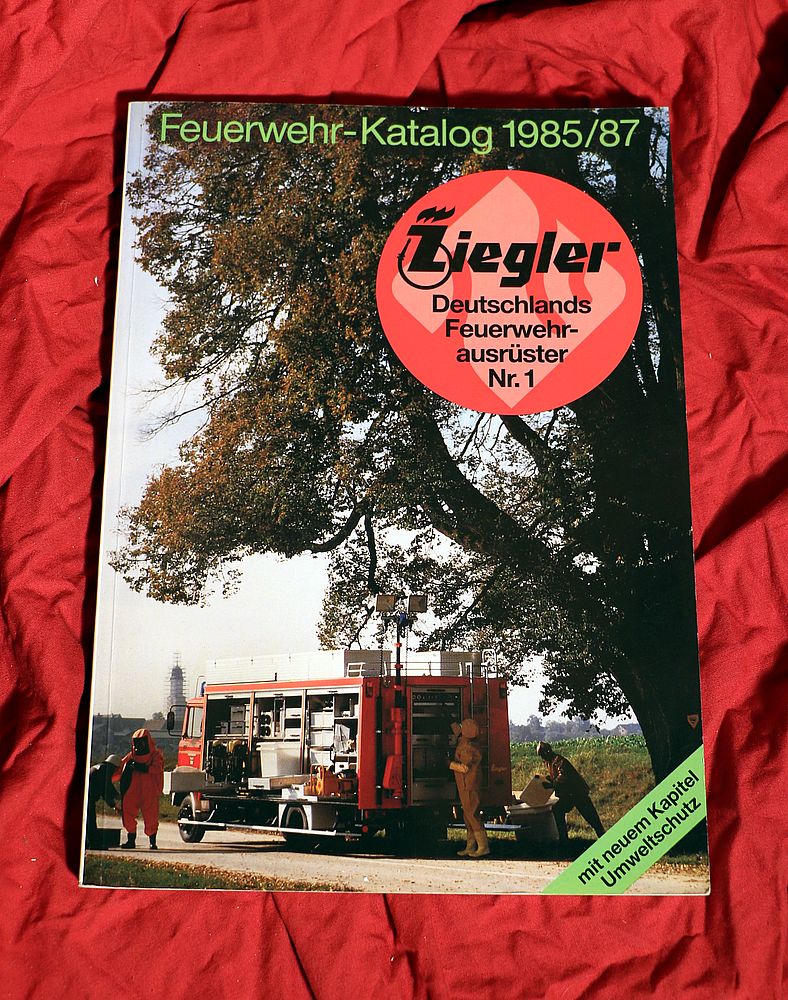 Feuerwehr-Katalog 1985/87
Ziegler
Deutschlands
Feuerwehr-
ausrüster
Nr. 1
mit neuem Kapitel
Umweltschutz